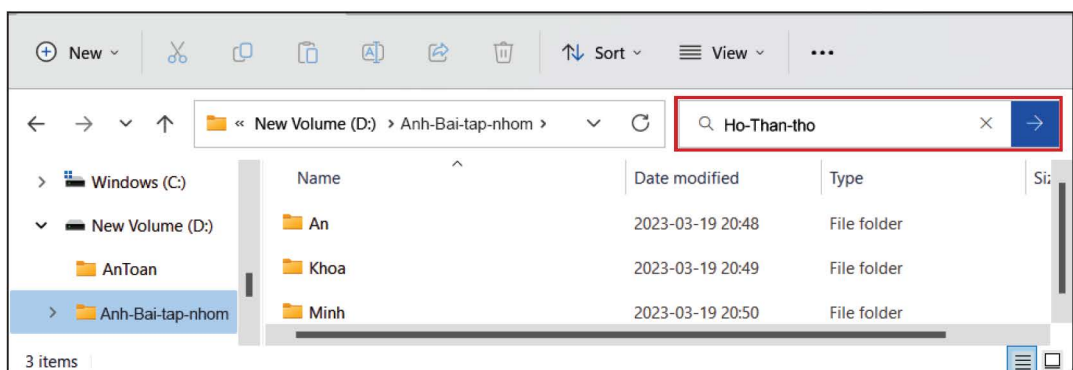 New Sort View •••
« New Volume (D:) > Anh-Bai-tap-nhom > Ho-Than-tho
Windows (C:) Name Date modified Type Siz
New Volume (D:) An 2023-03-19 20:48 File folder
AnToan Khoa 2023-03-19 20:49 File folder
Anh-Bai-tap-nhom Minh 2023-03-19 20:50 File folder
3 items